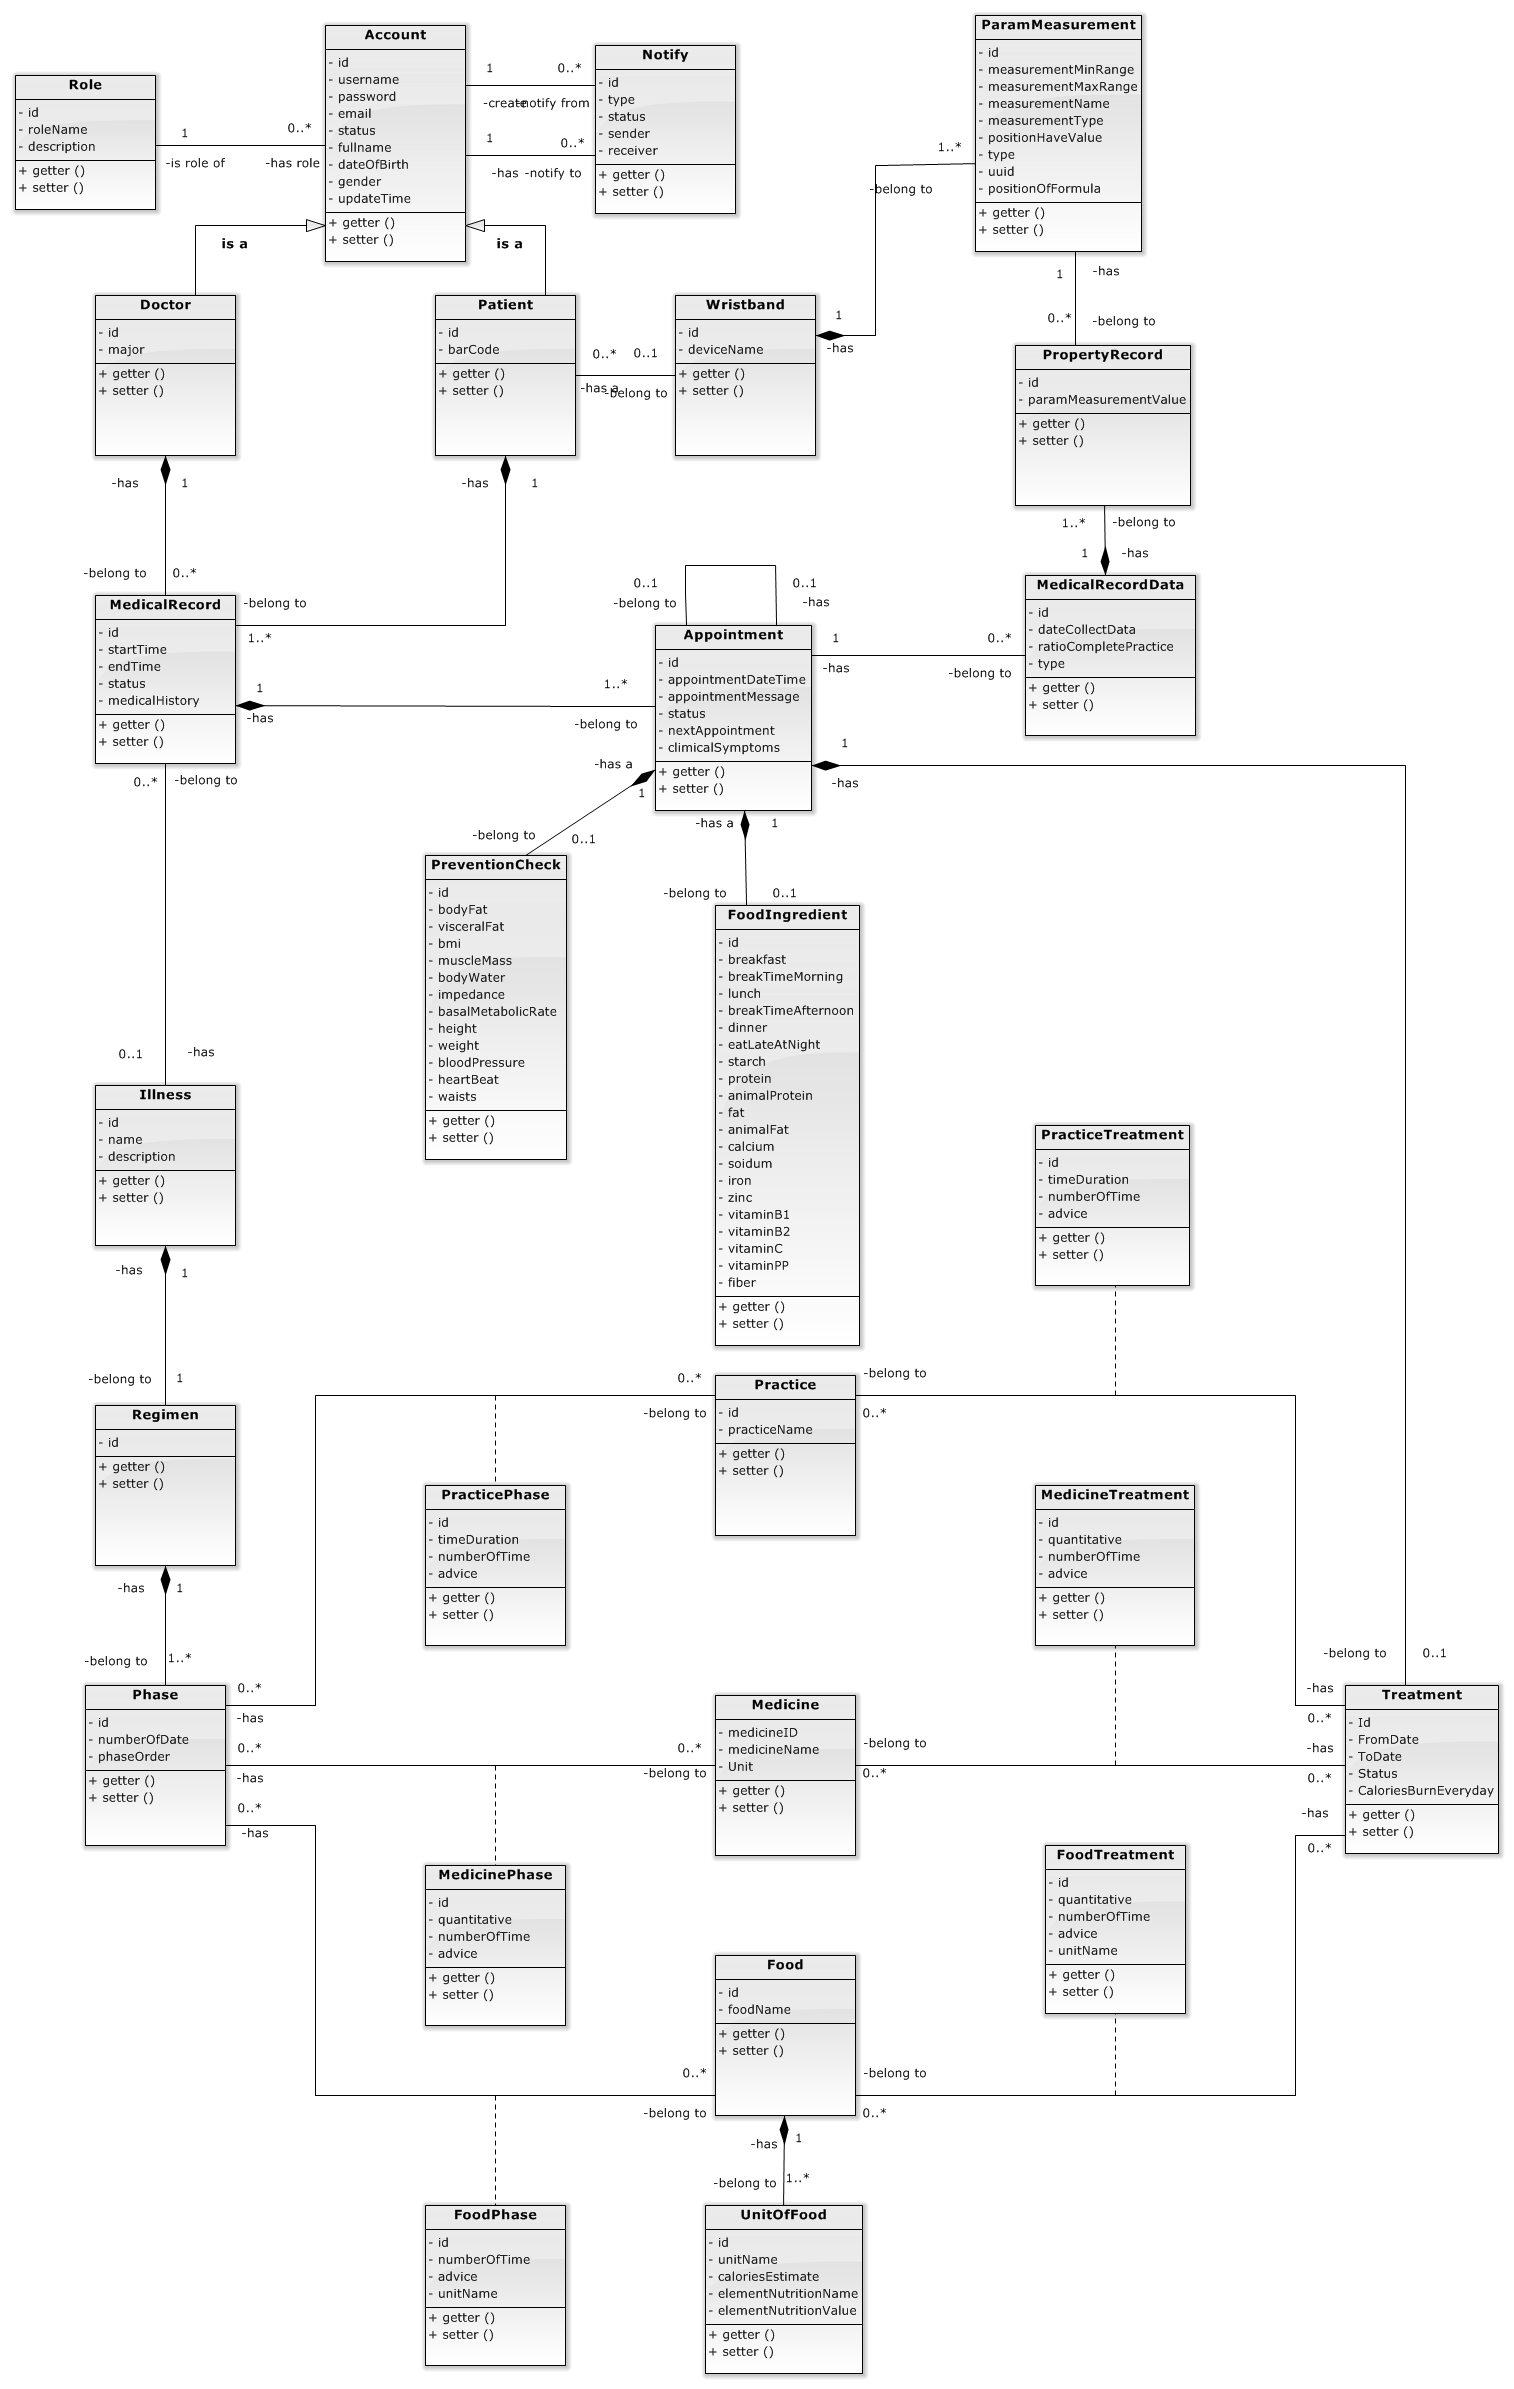 Account
- id
- username
- password
- email
- status
- fullname
- dateOfBirth
- gender
- updateTime
+ getter ()
+ setter ()
Role
- id
- roleName
- description
+ getter ()
+ setter ()
1
0..*
-is role of
-has role
Notify
- id
- type
- status
- sender
- receiver
+ getter ()
+ setter ()
1
0..*
-create
-notify from
1
0..*
-has
-notify to
ParamMeasurement
- id
- measurementMinRange
- measurementMaxRange
- measurementName
- measurementType
- positionHaveValue
- type
- uuid
- positionOfFormula
+ getter ()
+ setter ()
1..*
-belong to
is a
is a
1
-has
0..*
-belong to
Doctor
- id
- major
+ getter ()
+ setter ()
Patient
- id
- barCode
+ getter ()
+ setter ()
0..*
0..1
-has a
-belong to
Wristband
- id
- deviceName
+ getter ()
+ setter ()
1
-has
PropertyRecord
- id
- paramMeasurementValue
+ getter ()
+ setter ()
-has
1
-belong to
0..*
-has
1
-belong to
1..*
1..*
-belong to
1
-has
MedicalRecord
- id
- startTime
- endTime
- status
- medicalHistory
+ getter ()
+ setter ()
1
-has
1..*
-belong to
0..1
-belong to
0..1
-has
Appointment
- id
- appointmentDateTime
- appointmentMessage
- status
- nextAppointment
- climicalSymptoms
+ getter ()
+ setter ()
1
-has
0..*
-belong to
MedicalRecordData
- id
- dateCollectData
- ratioCompletePractice
- type
+ getter ()
+ setter ()
1
-has
0..*
-belong to
-has a
1
-belong to
0..1
-has a
1
-belong to
0..1
PreventionCheck
- id
- bodyFat
- visceralFat
- bmi
- muscleMass
- bodyWater
- impedance
- basalMetabolicRate
- height
- weight
- bloodPressure
- heartBeat
- waists
+ getter ()
+ setter ()
FoodIngredient
- id
- breakfast
- breakTimeMorning
- lunch
- breakTimeAfternoon
- dinner
- eatLateAtNight
- starch
- protein
- animalProtein
- fat
- animalFat
- calcium
- soidum
- iron
- zinc
- vitaminB1
- vitaminB2
- vitaminC
- vitaminPP
- fiber
+ getter ()
+ setter ()
0..1
-has
Illness
- id
- name
- description
+ getter ()
+ setter ()
-has
1
-belong to
1
PracticeTreatment
- id
- timeDuration
- numberOfTime
- advice
+ getter ()
+ setter ()
Regimen
- id
+ getter ()
+ setter ()
-has
1
-belong to
1..*
0..*
-belong to
Practice
- id
- practiceName
+ getter ()
+ setter ()
-belong to
0..*
PracticePhase
- id
- timeDuration
- numberOfTime
- advice
+ getter ()
+ setter ()
MedicineTreatment
- id
- quantitative
- numberOfTime
- advice
+ getter ()
+ setter ()
-belong to
0..1
Phase
- id
- numberOfDate
- phaseOrder
+ getter ()
+ setter ()
0..*
-has
0..*
-has
0..*
-has
0..*
-belong to
Medicine
- medicineID
- medicineName
- Unit
+ getter ()
+ setter ()
-belong to
0..*
-has
0..*
-has
0..*
-has
0..*
Treatment
- Id
- FromDate
- ToDate
- Status
- CaloriesBurnEveryday
+ getter ()
+ setter ()
MedicinePhase
- id
- quantitative
- numberOfTime
- advice
+ getter ()
+ setter ()
FoodTreatment
- id
- quantitative
- numberOfTime
- advice
- unitName
+ getter ()
+ setter ()
Food
- id
- foodName
+ getter ()
+ setter ()
0..*
-belong to
-belong to
0..*
-has
1
-belong to
1..*
FoodPhase
- id
- numberOfTime
- advice
- unitName
+ getter ()
+ setter ()
UnitOfFood
- id
- unitName
- caloriesEstimate
- elementNutritionName
- elementNutritionValue
+ getter ()
+ setter ()